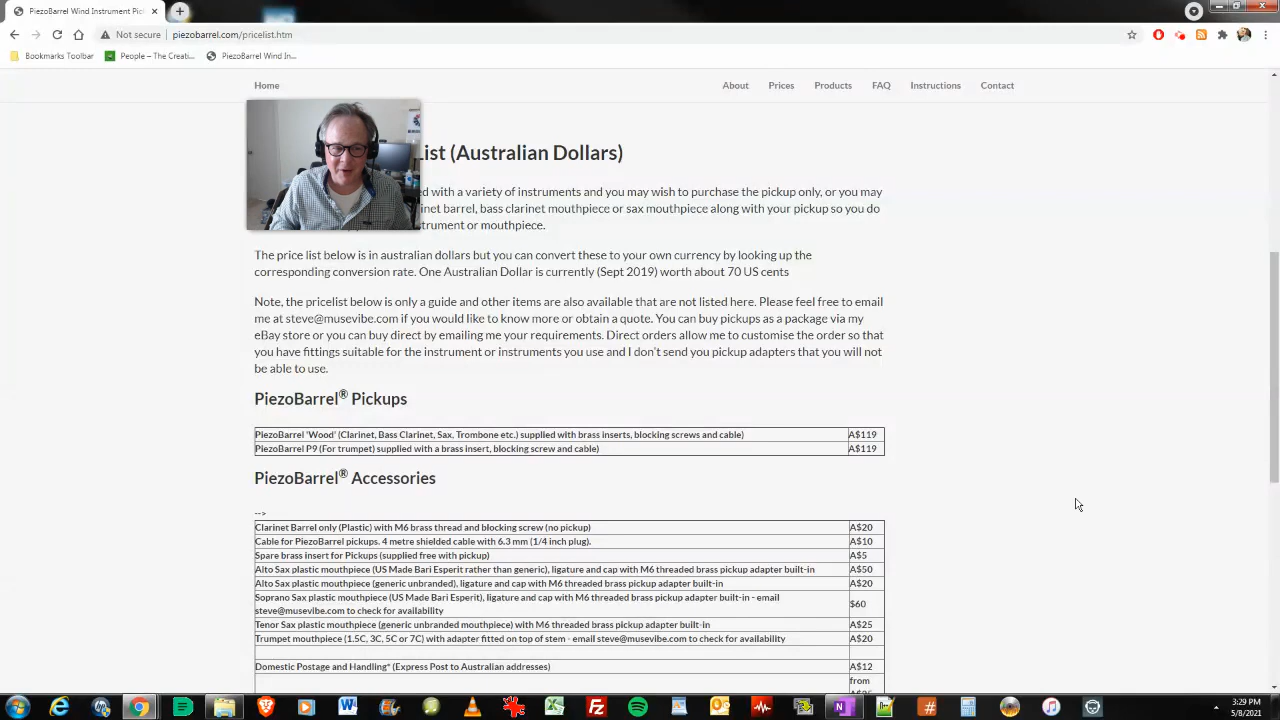 PiezoBarrel Wind Instrument Pic
Not secure
piezobarrel.com/pricelist.htm
Bookmarks Toolbar
People – The Creati...
PiezoBarrel Wind In...
Home
About
Prices
Products
FAQ
Instructions
Contact
List (Australian Dollars)
ed with a variety of instruments and you may wish to purchase the pickup only, or you may
inet barrel, bass clarinet mouthpiece or sax mouthpiece along with your pickup so you do
strument or mouthpiece.
The price list below is in australian dollars but you can convert these to your own currency by looking up the
corresponding conversion rate. One Australian Dollar is currently (Sept 2019) worth about 70 US cents
Note, the pricelist below is only a guide and other items are also available that are not listed here. Please feel free to email
me at steve@musevibe.com if you would like to know more or obtain a quote. You can buy pickups as a package via my
eBay store or you can buy direct by emailing me your requirements. Direct orders allow me to customise the order so that
you have fittings suitable for the instrument or instruments you use and I don't send you pickup adapters that you will not
be able to use.
PiezoBarrel® Pickups
PiezoBarrel 'Wood' (Clarinet, Bass Clarinet, Sax, Trombone etc.) supplied with brass inserts, blocking screws and cable) A$119
PiezoBarrel P9 (For trumpet) supplied with a brass insert, blocking screw and cable) A$119
PiezoBarrel® Accessories
-->
Clarinet Barrel only (Plastic) with M6 brass thread and blocking screw (no pickup) A$20
Cable for PiezoBarrel pickups. 4 metre shielded cable with 6.3 mm (1/4 inch plug). A$10
Spare brass insert for Pickups (supplied free with pickup) A$5
Alto Sax plastic mouthpiece (US Made Bari Esperit rather than generic), ligature and cap with M6 threaded brass pickup adapter built-in A$50
Alto Sax plastic mouthpiece (generic unbranded), ligature and cap with M6 threaded brass pickup adapter built-in A$20
Soprano Sax plastic mouthpiece (US Made Bari Esperit), ligature and cap with M6 threaded brass pickup adapter built-in - email
steve@musevibe.com to check for availability $60
Tenor Sax plastic mouthpiece (generic unbranded mouthpiece) with M6 threaded brass pickup adapter built-in A$25
Trumpet mouthpiece (1.5C, 3C, 5C or 7C) with adapter fitted on top of stem - email steve@musevibe.com to check for availability A$20
Domestic Postage and Handling* (Express Post to Australian addresses) A$12
from
3:29 PM
5/8/2021